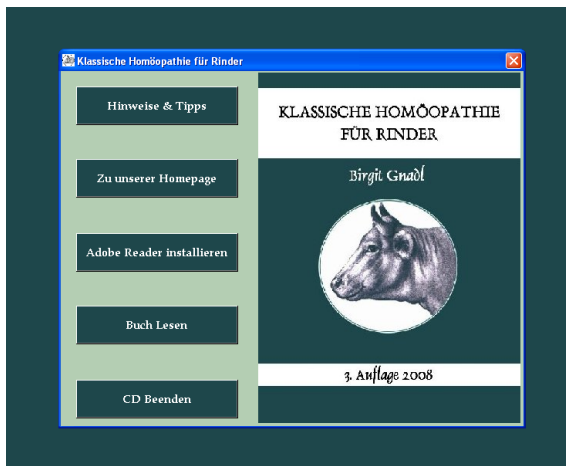 Klassische Homöopathie für Rinder
Hinweise & Tipps
Zu unserer Homepage
Adobe Reader installieren
Buch Lesen
CD Beenden
KLASSISCHE HOMÖOPATHIE
FÜR RINDER
Birgit Gnadl
3. Auflage 2008